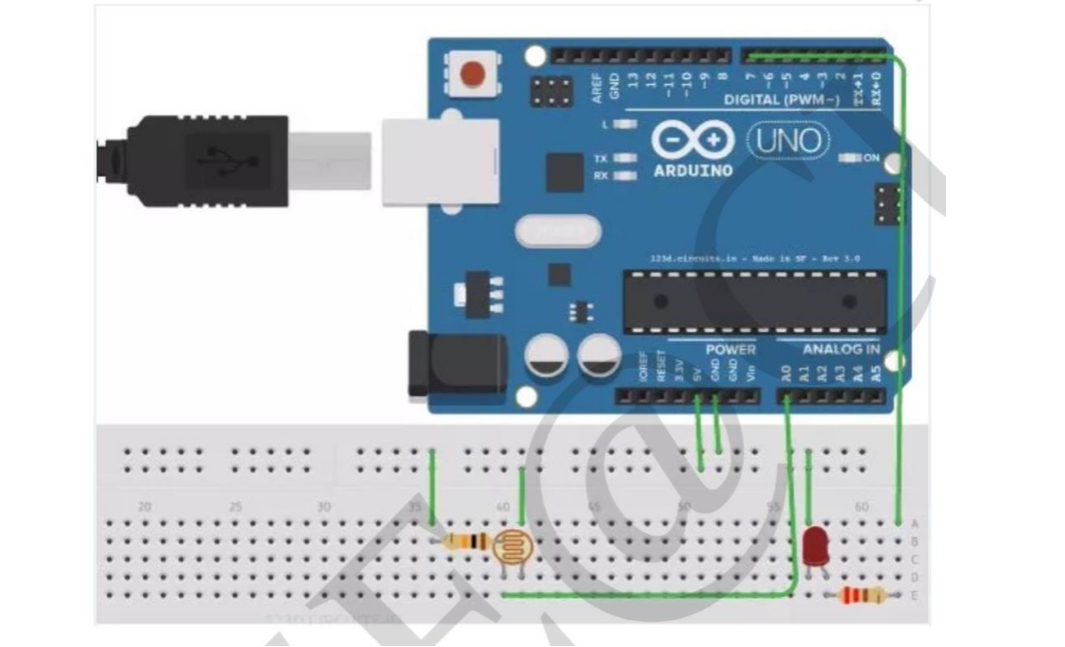 AREF
GND
13
12
~11
~10
~9
8
7
~6
~5
4
~3
2
TX→1
RX←0
DIGITAL (PWM~)
L
TX
RX
ARDUINO
UNO
ON
123d.circuits.io - Made in SF - Rev 3.0
POWER
ANALOG IN
IOREF
RESET
3.3V
5V
GND
GND
Vin
A0
A1
A2
A3
A4
A5
20
25
30
35
40
45
50
55
60
A
B
C
D
E